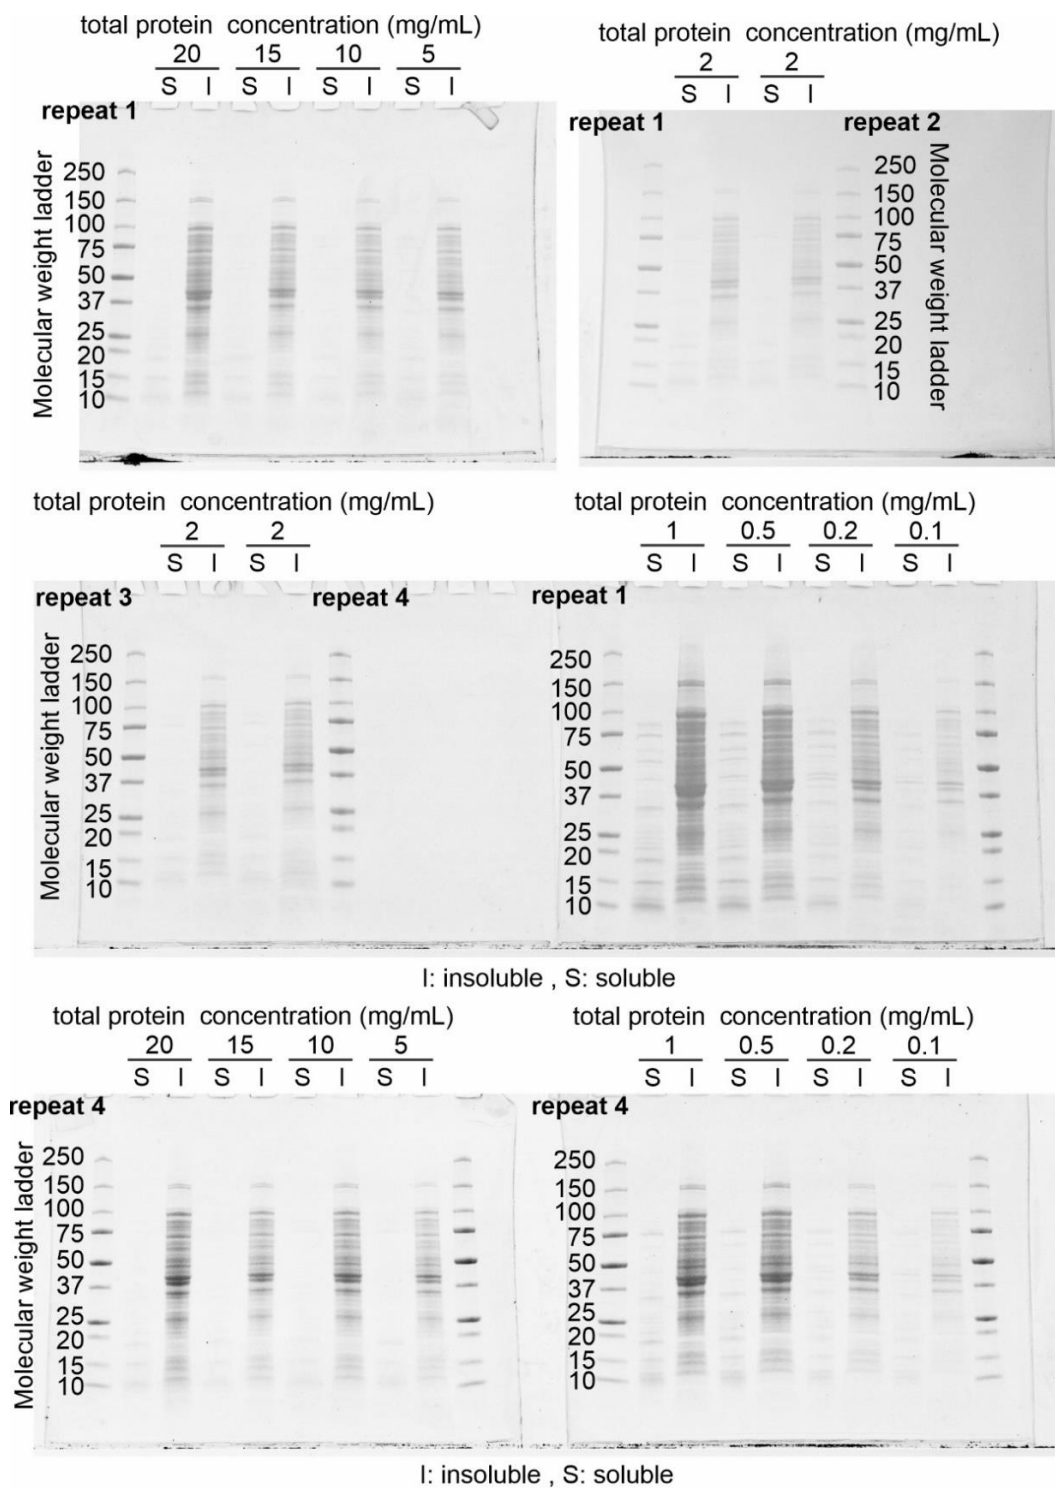 total protein concentration (mg/mL)
20 15 10 5
S I S I S I S I
repeat 1
Molecular weight ladder
250
150
100
75
50
37
25
20
15
10
total protein concentration (mg/mL)
2 2
S I S I
repeat 1 repeat 2
250
150
100
75
50
37
25
20
15
10
Molecular weight ladder
total protein concentration (mg/mL)
2 2
S I S I
repeat 3 repeat 4
Molecular weight ladder
250
150
100
75
50
37
25
20
15
10
total protein concentration (mg/mL)
1 0.5 0.2 0.1
S I S I S I S I
repeat 1
250
150
100
75
50
37
25
20
15
10
I: insoluble , S: soluble
total protein concentration (mg/mL)
20 15 10 5
S I S I S I S I
repeat 4
Molecular weight ladder
250
150
100
75
50
37
25
20
15
10
total protein concentration (mg/mL)
1 0.5 0.2 0.1
S I S I S I S I
repeat 4
250
150
100
75
50
37
25
20
15
10
I: insoluble , S: soluble